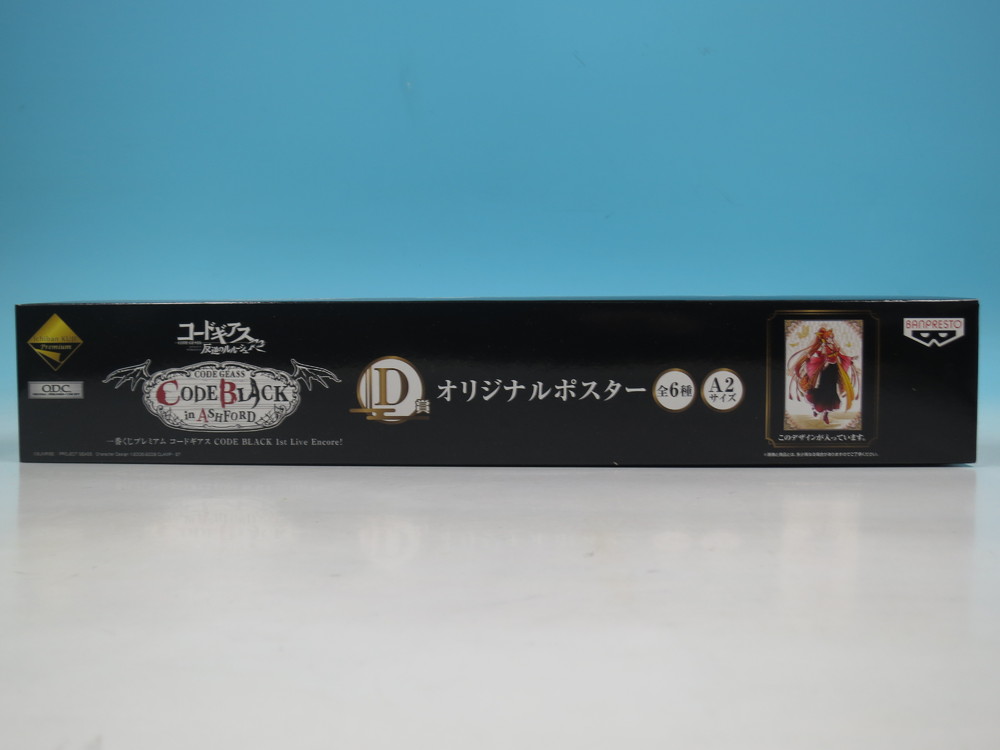 Ichiban KUJI
Premium
ODC
コードギアス
反逆のルルーシュ
CODE GEASS
CODE BLACK
in ASHFORD
一番くじプレミアム コードギアス CODE BLACK 1st Live Encore!
D賞
オリジナルポスター
全6種
A2
サイズ
このデザインが入っています。
BANPRESTO